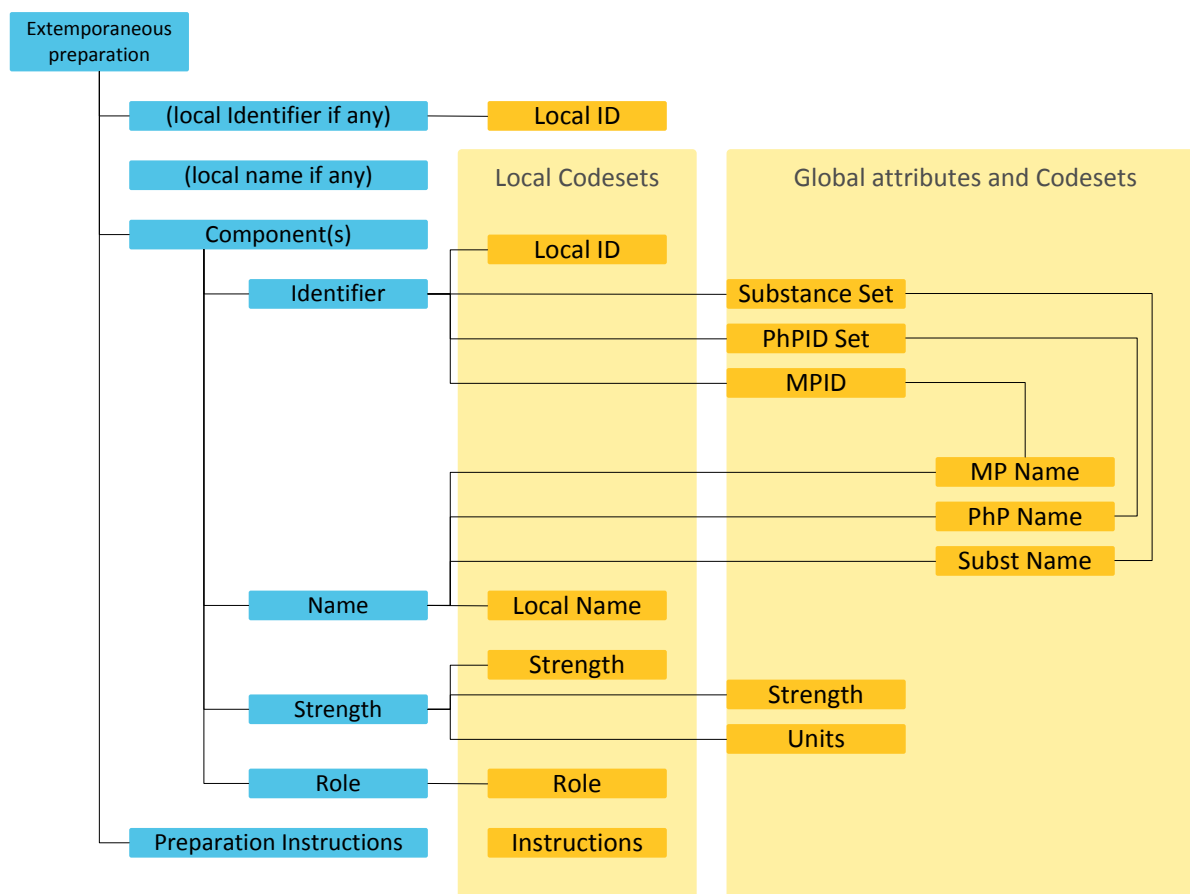 Extemporaneous
preparation
(local Identifier if any)
Local ID
(local name if any)
Local Codesets
Global attributes and Codesets
Component(s)
Local ID
Identifier
Substance Set
PhPID Set
MPID
MP Name
PhP Name
Subst Name
Name
Local Name
Strength
Strength
Strength
Units
Role
Role
Preparation Instructions
Instructions